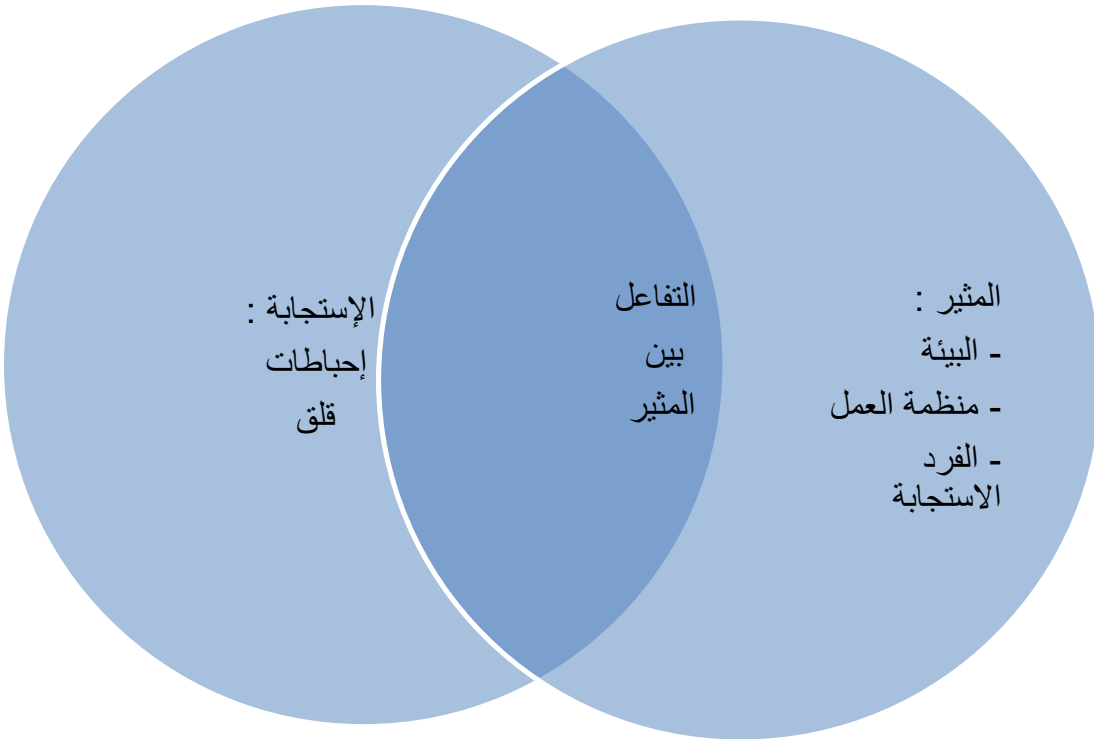 المثير :
- البيئة
- منظمة العمل
- الفرد
الاستجابة
التفاعل
بين
المثير
الإستجابة :
إحباطات
قلق